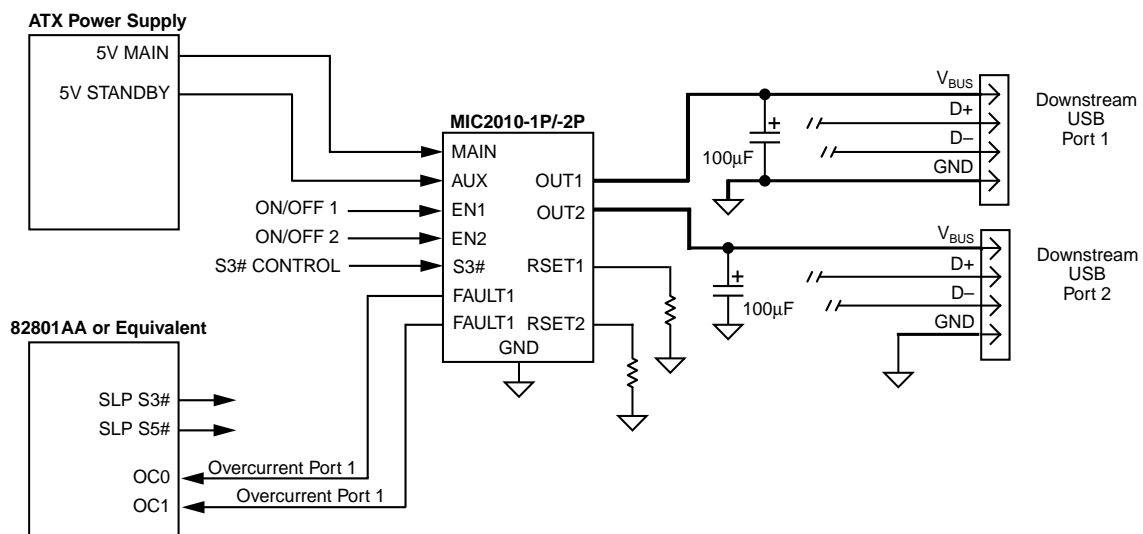 ATX Power Supply
5V MAIN
5V STANDBY
MIC2010-1P/-2P
MAIN
AUX
EN1
EN2
S3#
FAULT1
FAULT1
OUT1
OUT2
RSET1
RSET2
GND
ON/OFF 1
ON/OFF 2
S3# CONTROL
82801AA or Equivalent
SLP S3#
SLP S5#
OC0
OC1
Overcurrent Port 1
Overcurrent Port 1
100µF
+
VBUS
D+
D–
GND
Downstream
USB
Port 1
100µF
+
VBUS
D+
D–
GND
Downstream
USB
Port 2